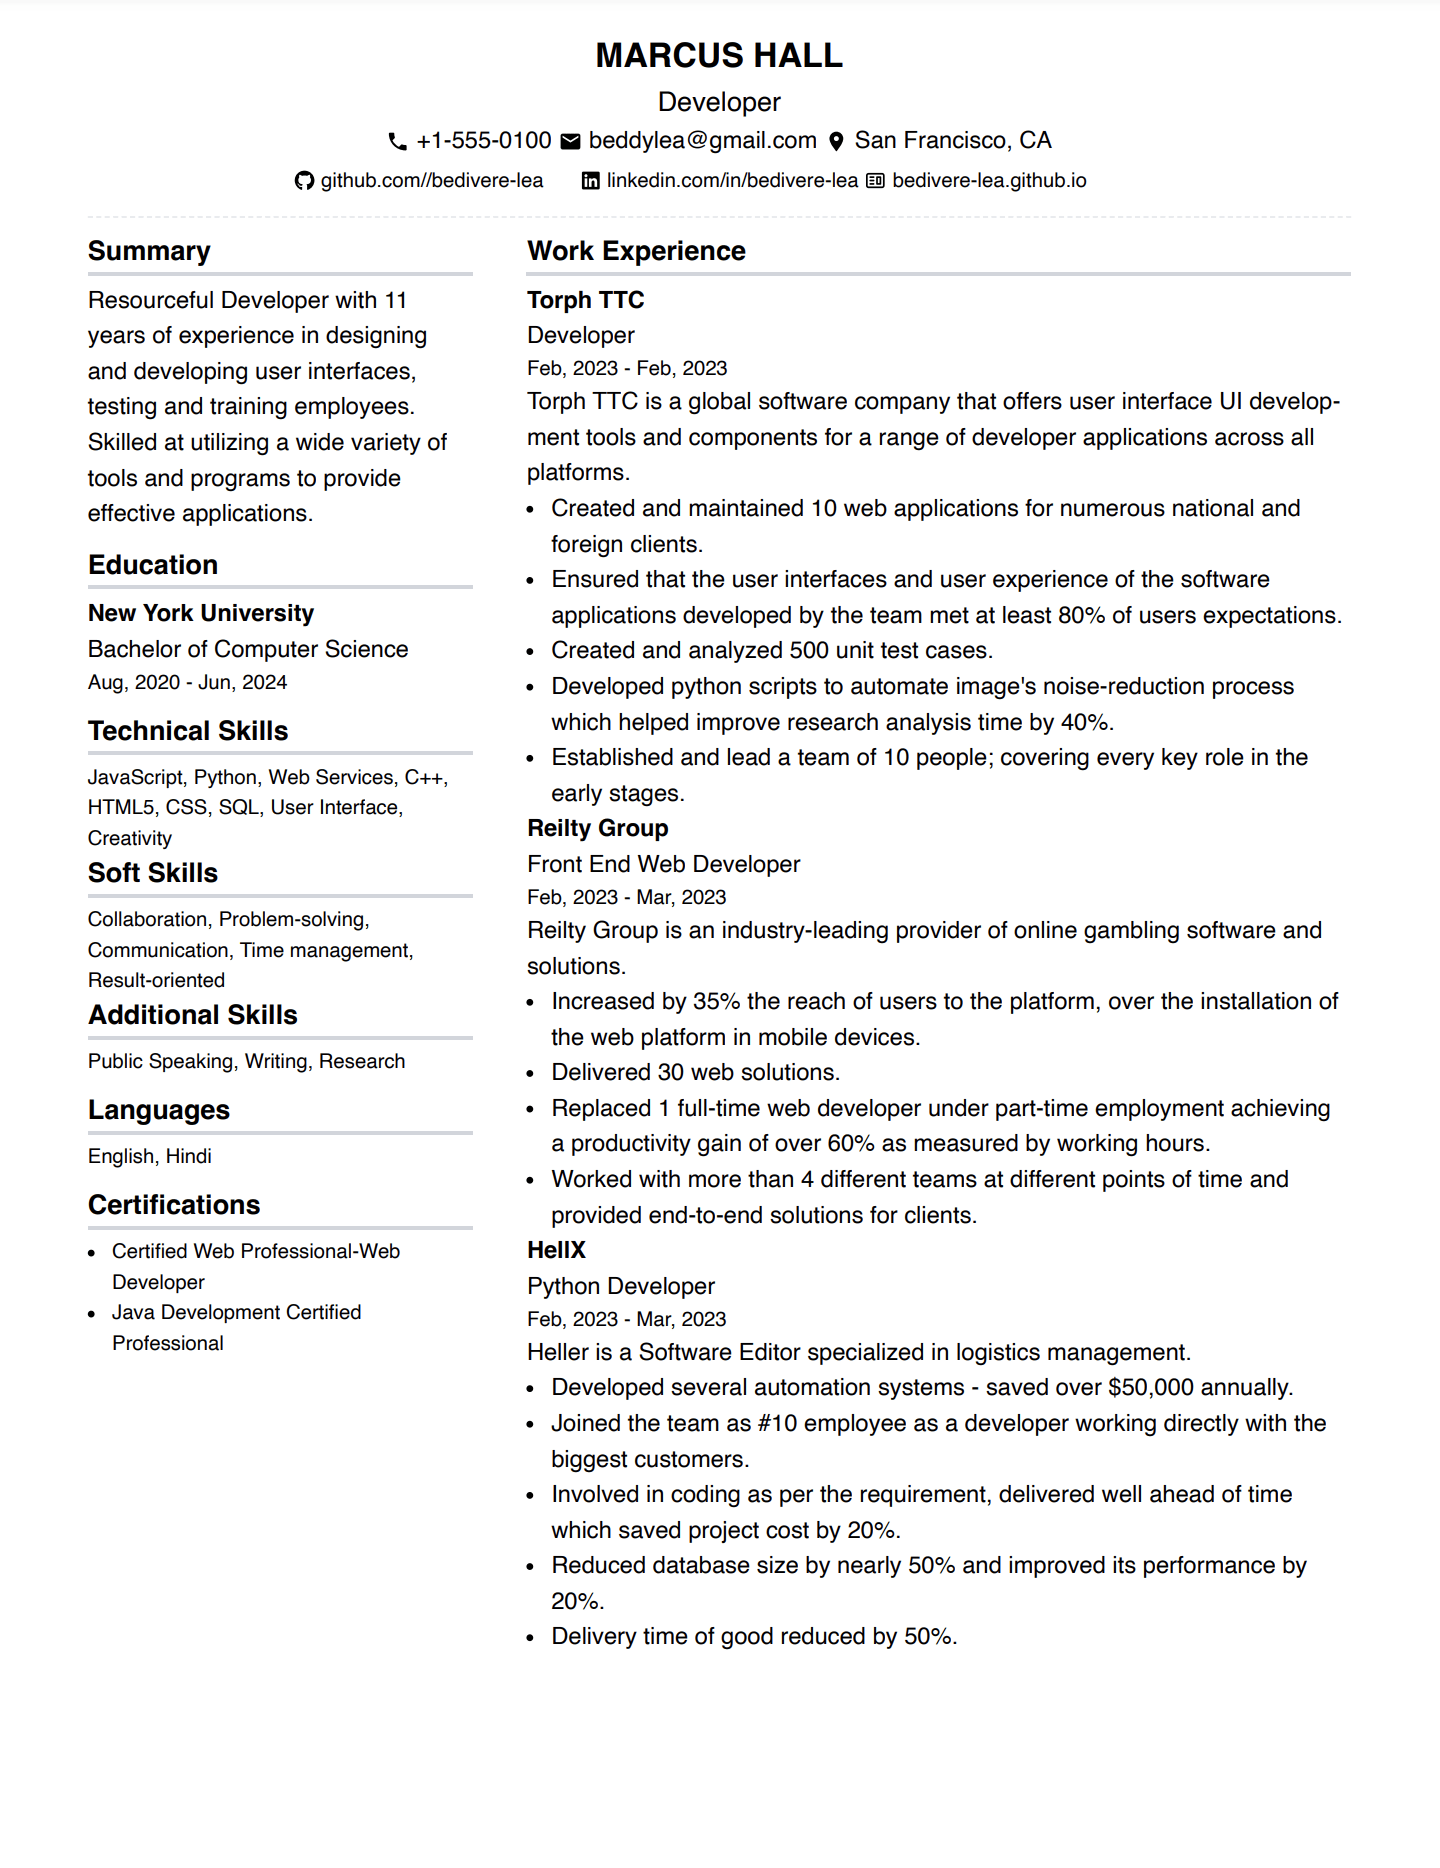 MARCUS HALL
Developer
+1-555-0100 beddylea@gmail.com San Francisco, CA
github.com//bedivere-lea linkedin.com/in/bedivere-lea bedivere-lea.github.io
Summary
Resourceful Developer with 11
years of experience in designing
and developing user interfaces,
testing and training employees.
Skilled at utilizing a wide variety of
tools and programs to provide
effective applications.
Education
New York University
Bachelor of Computer Science
Aug, 2020 - Jun, 2024
Technical Skills
JavaScript, Python, Web Services, C++,
HTML5, CSS, SQL, User Interface,
Creativity
Soft Skills
Collaboration, Problem-solving,
Communication, Time management,
Result-oriented
Additional Skills
Public Speaking, Writing, Research
Languages
English, Hindi
Certifications
• Certified Web Professional-Web
Developer
• Java Development Certified
Professional
Work Experience
Torph TTC
Developer
Feb, 2023 - Feb, 2023
Torph TTC is a global software company that offers user interface UI develop-
ment tools and components for a range of developer applications across all
platforms.
• Created and maintained 10 web applications for numerous national and
foreign clients.
• Ensured that the user interfaces and user experience of the software
applications developed by the team met at least 80% of users expectations.
• Created and analyzed 500 unit test cases.
• Developed python scripts to automate image's noise-reduction process
which helped improve research analysis time by 40%.
• Established and lead a team of 10 people; covering every key role in the
early stages.
Reilty Group
Front End Web Developer
Feb, 2023 - Mar, 2023
Reilty Group is an industry-leading provider of online gambling software and
solutions.
• Increased by 35% the reach of users to the platform, over the installation of
the web platform in mobile devices.
• Delivered 30 web solutions.
• Replaced 1 full-time web developer under part-time employment achieving
a productivity gain of over 60% as measured by working hours.
• Worked with more than 4 different teams at different points of time and
provided end-to-end solutions for clients.
HellX
Python Developer
Feb, 2023 - Mar, 2023
Heller is a Software Editor specialized in logistics management.
• Developed several automation systems - saved over $50,000 annually.
• Joined the team as #10 employee as a developer working directly with the
biggest customers.
• Involved in coding as per the requirement, delivered well ahead of time
which saved project cost by 20%.
• Reduced database size by nearly 50% and improved its performance by
20%.
• Delivery time of good reduced by 50%.